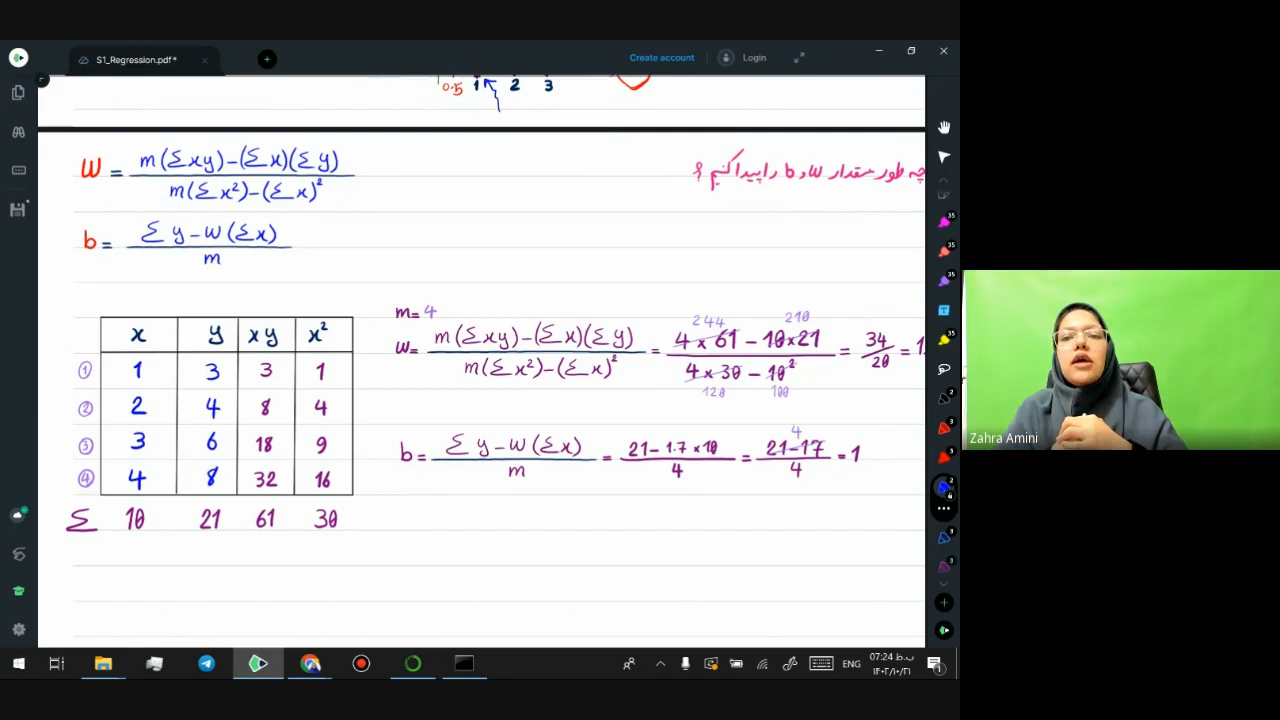 S1_Regression.pdf*
Create account
Login
0.5 1 2 3
W = m(Σxy)-(Σx)(Σy) / m(Σx²)-(Σx)²
چه طور مقدار w و b را پیدا کنیم ؟
b = Σy-w(Σx) / m
m= 4
x y xy x²
w= m(Σxy)-(Σx)(Σy) / m(Σx²)-(Σx)² = 4×61 - 10×21 / 4×30 - 10² = 34/20 = 1
244 210
120 100
① 1 3 3 1
② 2 4 8 4
③ 3 6 18 9
④ 4 8 32 16
Σ 10 21 61 30
b= Σy-w(Σx) / m = 21-1.7×10 / 4 = 21-17 / 4 = 1
4
Zahra Amini
ENG
07:24 ب.ظ
۱۴۰۲/۱۰/۲۱